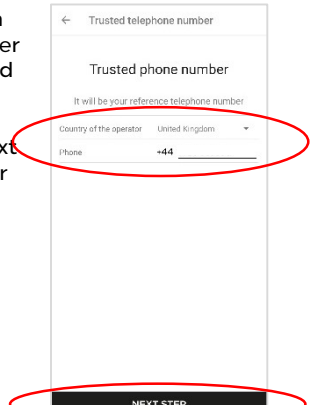 ← Trusted telephone number
Trusted phone number
It will be your reference telephone number
Country of the operator United Kingdom
Phone +44
NEXT STEP